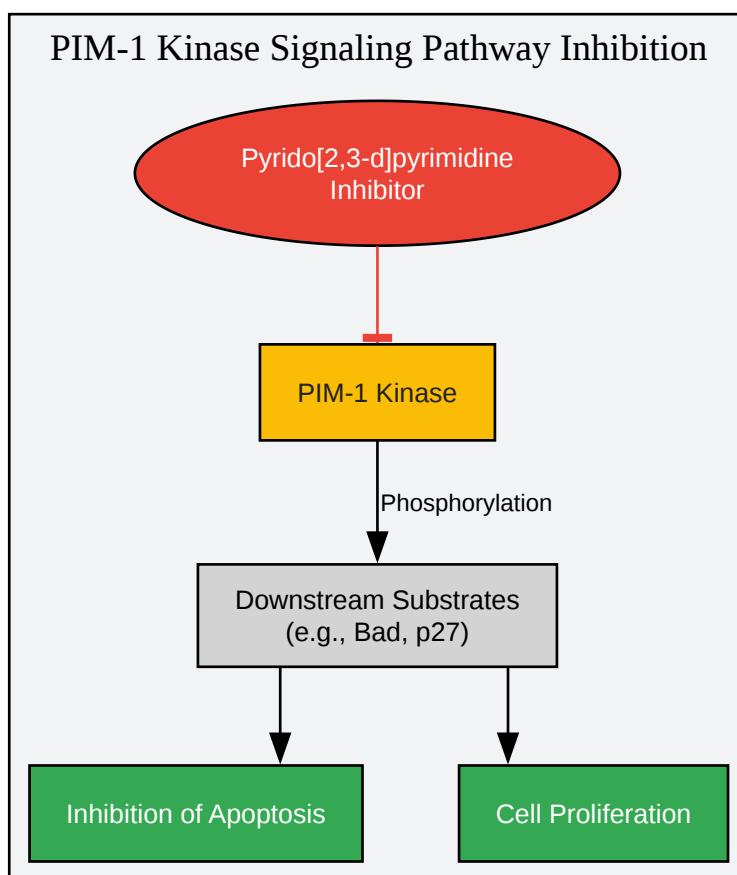 PIM-1 Kinase Signaling Pathway Inhibition
Pyrido[2,3-d]pyrimidine
Inhibitor
PIM-1 Kinase
Phosphorylation
Downstream Substrates
(e.g., Bad, p27)
Inhibition of Apoptosis
Cell Proliferation